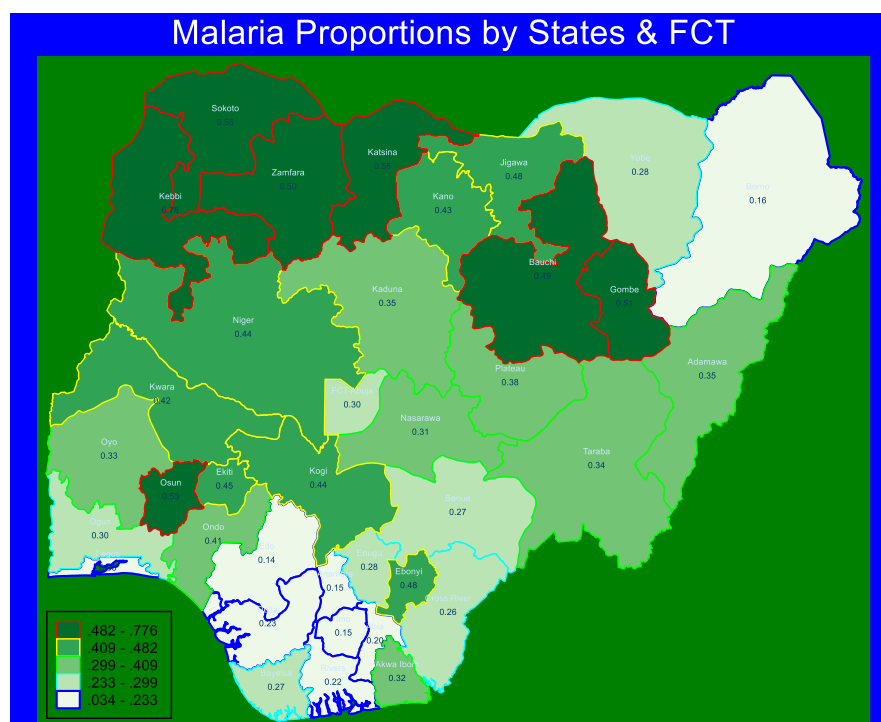 Malaria Proportions by States & FCT
Sokoto
0.55
Katsina
0.56
Zamfara
0.50
Kebbi
Jigawa
0.48
Yobe
0.28
Borno
0.16
Kano
0.43
Bauchi
0.49
Gombe
0.51
Kaduna
0.35
Niger
0.44
Adamawa
0.35
Plateau
0.38
Kwara
0.42
0.30
Nasarawa
0.31
Oyo
0.33
Taraba
0.34
Osun
0.53
Ekiti
0.45
Kogi
0.44
Benue
0.27
Ogun
0.30
Ondo
0.41
Edo
0.14
Enugu
0.28
Ebonyi
0.48
0.15
Cross River
0.26
0.23
0.15
0.20
Akwa Ibom
0.32
Rivers
0.22
Bayelsa
0.27
.482 - .776
.409 - .482
.299 - .409
.233 - .299
.034 - .233